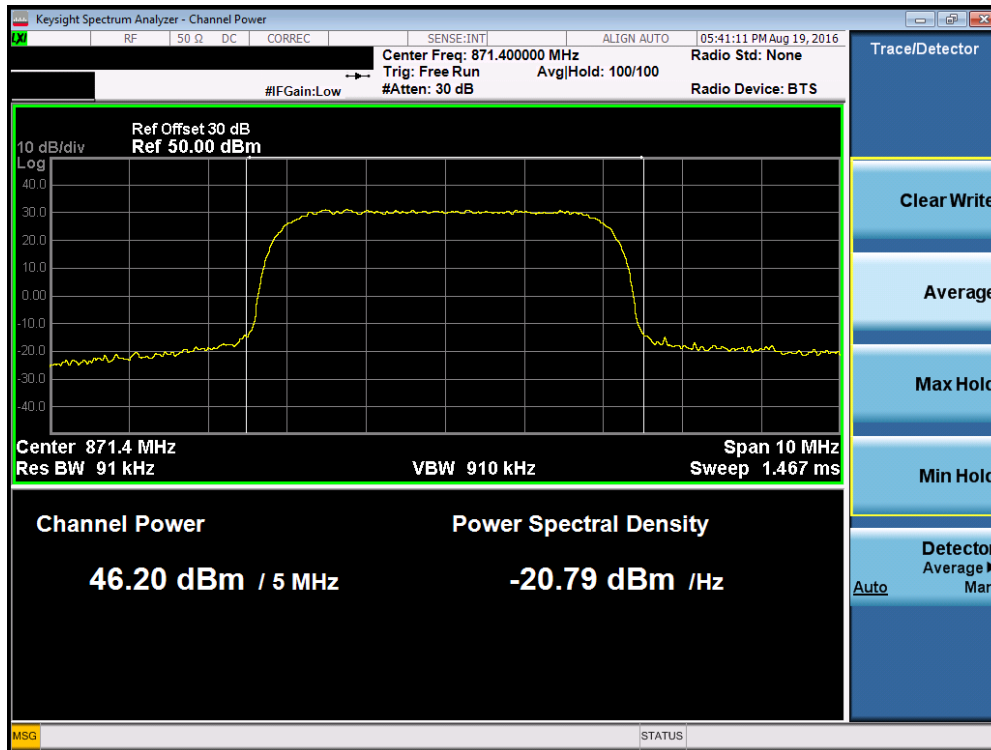 Keysight Spectrum Analyzer - Channel Power
LXI RF 50 Ω DC CORREC SENSE:INT ALIGN AUTO 05:41:11 PM Aug 19, 2016
Center Freq: 871.400000 MHz Radio Std: None
Trig: Free Run Avg|Hold: 100/100
#IFGain:Low #Atten: 30 dB Radio Device: BTS
Ref Offset 30 dB
10 dB/div Ref 50.00 dBm
Log
40.0
30.0
20.0
10.0
0.00
-10.0
-20.0
-30.0
-40.0
Center 871.4 MHz Span 10 MHz
Res BW 91 kHz VBW 910 kHz Sweep 1.467 ms
Channel Power Power Spectral Density
46.20 dBm / 5 MHz -20.79 dBm /Hz
MSG STATUS
Trace/Detector
Clear Write
Average
Max Hold
Min Hold
Detector
Average
Auto Man